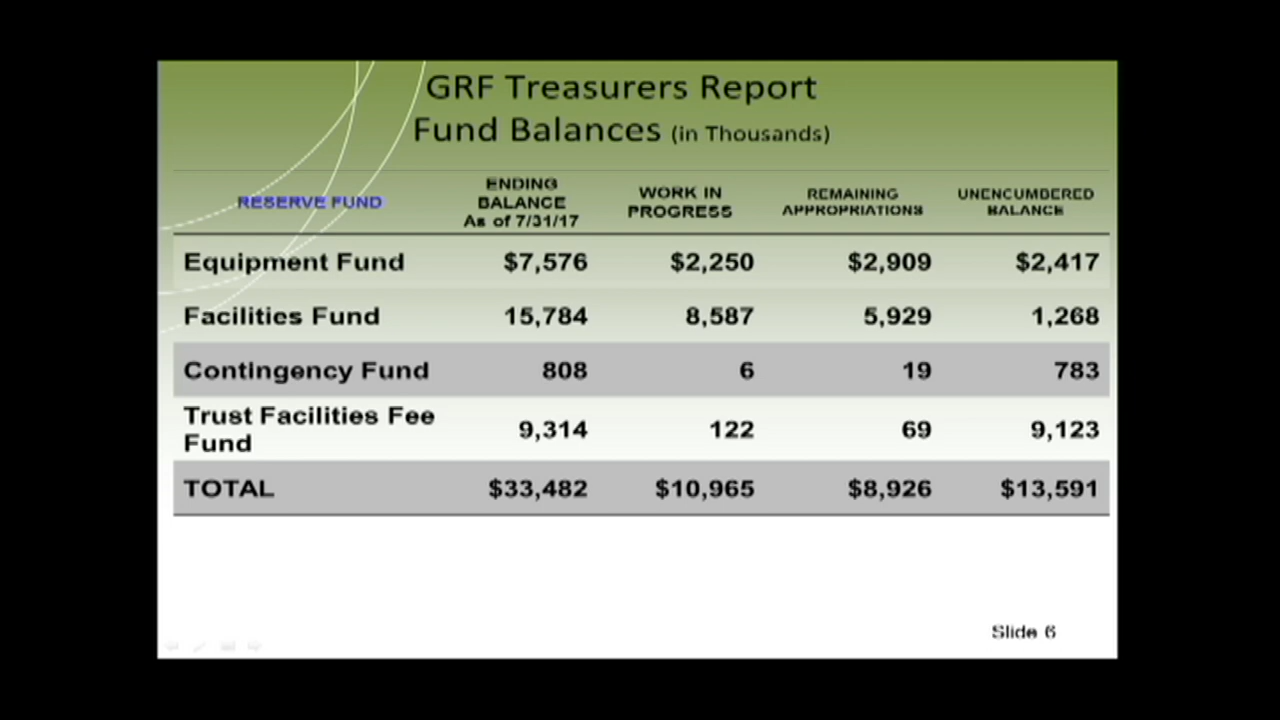 GRF Treasurers Report
Fund Balances (in Thousands)
RESERVE FUND
ENDING
BALANCE
As of 7/31/17
WORK IN
PROGRESS
REMAINING
APPROPRIATIONS
UNENCUMBERED
BALANCE
Equipment Fund $7,576 $2,250 $2,909 $2,417
Facilities Fund 15,784 8,587 5,929 1,268
Contingency Fund 808 6 19 783
Trust Facilities Fee
Fund 9,314 122 69 9,123
TOTAL $33,482 $10,965 $8,926 $13,591
Slide 6